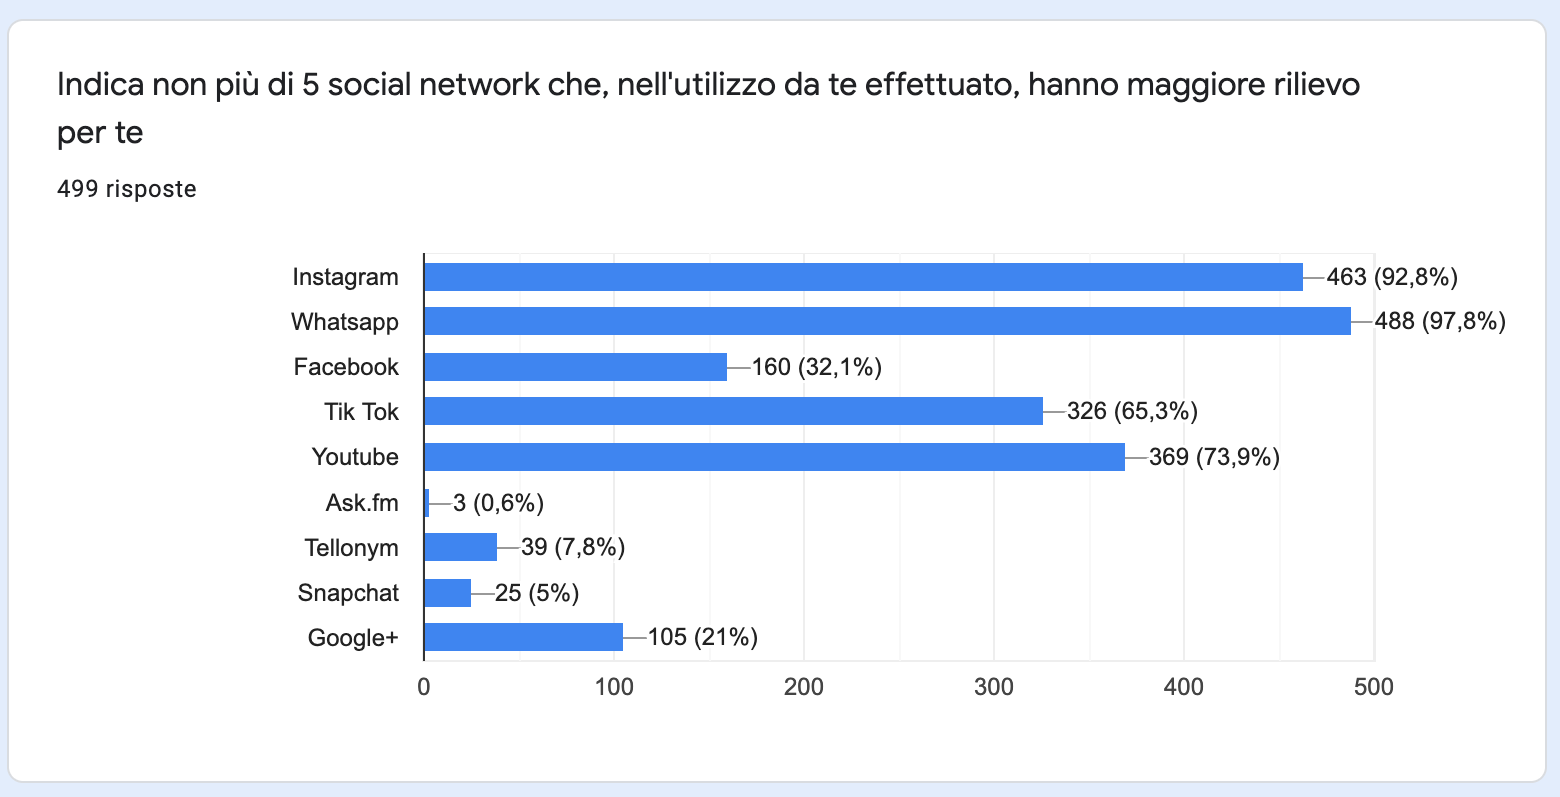 Indica non più di 5 social network che, nell'utilizzo da te effettuato, hanno maggiore rilievo
per te
499 risposte
Instagram 463 (92,8%)
Whatsapp 488 (97,8%)
Facebook 160 (32,1%)
Tik Tok 326 (65,3%)
Youtube 369 (73,9%)
Ask.fm 3 (0,6%)
Tellonym 39 (7,8%)
Snapchat 25 (5%)
Google+ 105 (21%)
0 100 200 300 400 500